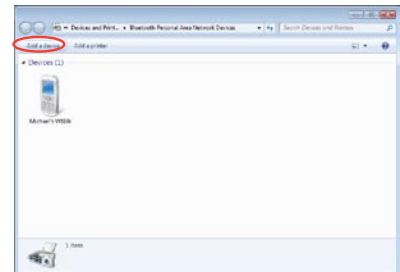 Devices and Print... Bluetooth Personal Area Network Devices Search Devices and Printers
Add a device Add a printer
Devices (1)
Michael's W580i
1 item